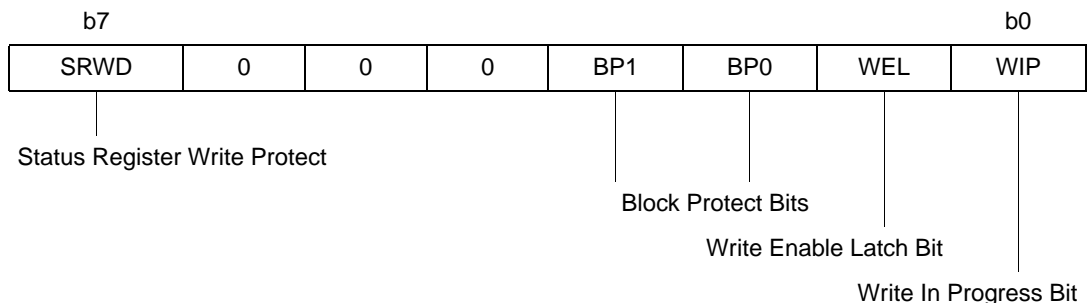 b7 b0
SRWD 0 0 0 BP1 BP0 WEL WIP
Status Register Write Protect
Block Protect Bits
Write Enable Latch Bit
Write In Progress Bit